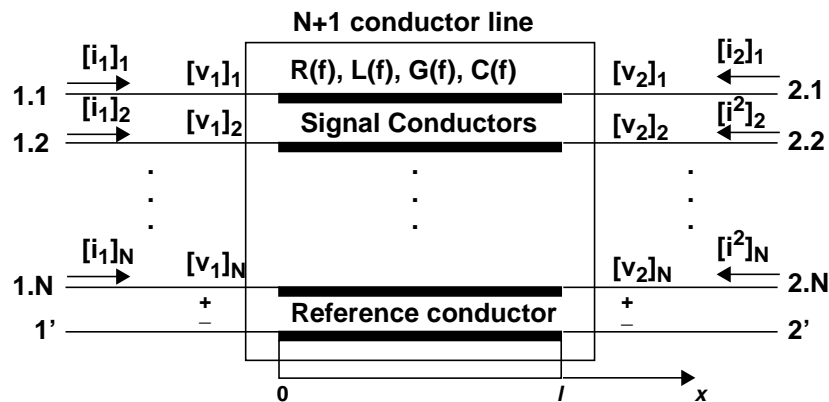 N+1 conductor line
[i₁]₁ [v₁]₁ R(f), L(f), G(f), C(f) [v₂]₁ [i₂]₁
1.1 2.1
[i₁]₂ [v₁]₂ Signal Conductors [v₂]₂ [i²]₂
1.2 2.2
[i₁]N [v₁]N [v₂]N [i²]N
1.N 2.N
+ +
– –
1’ Reference conductor 2’
0 l x